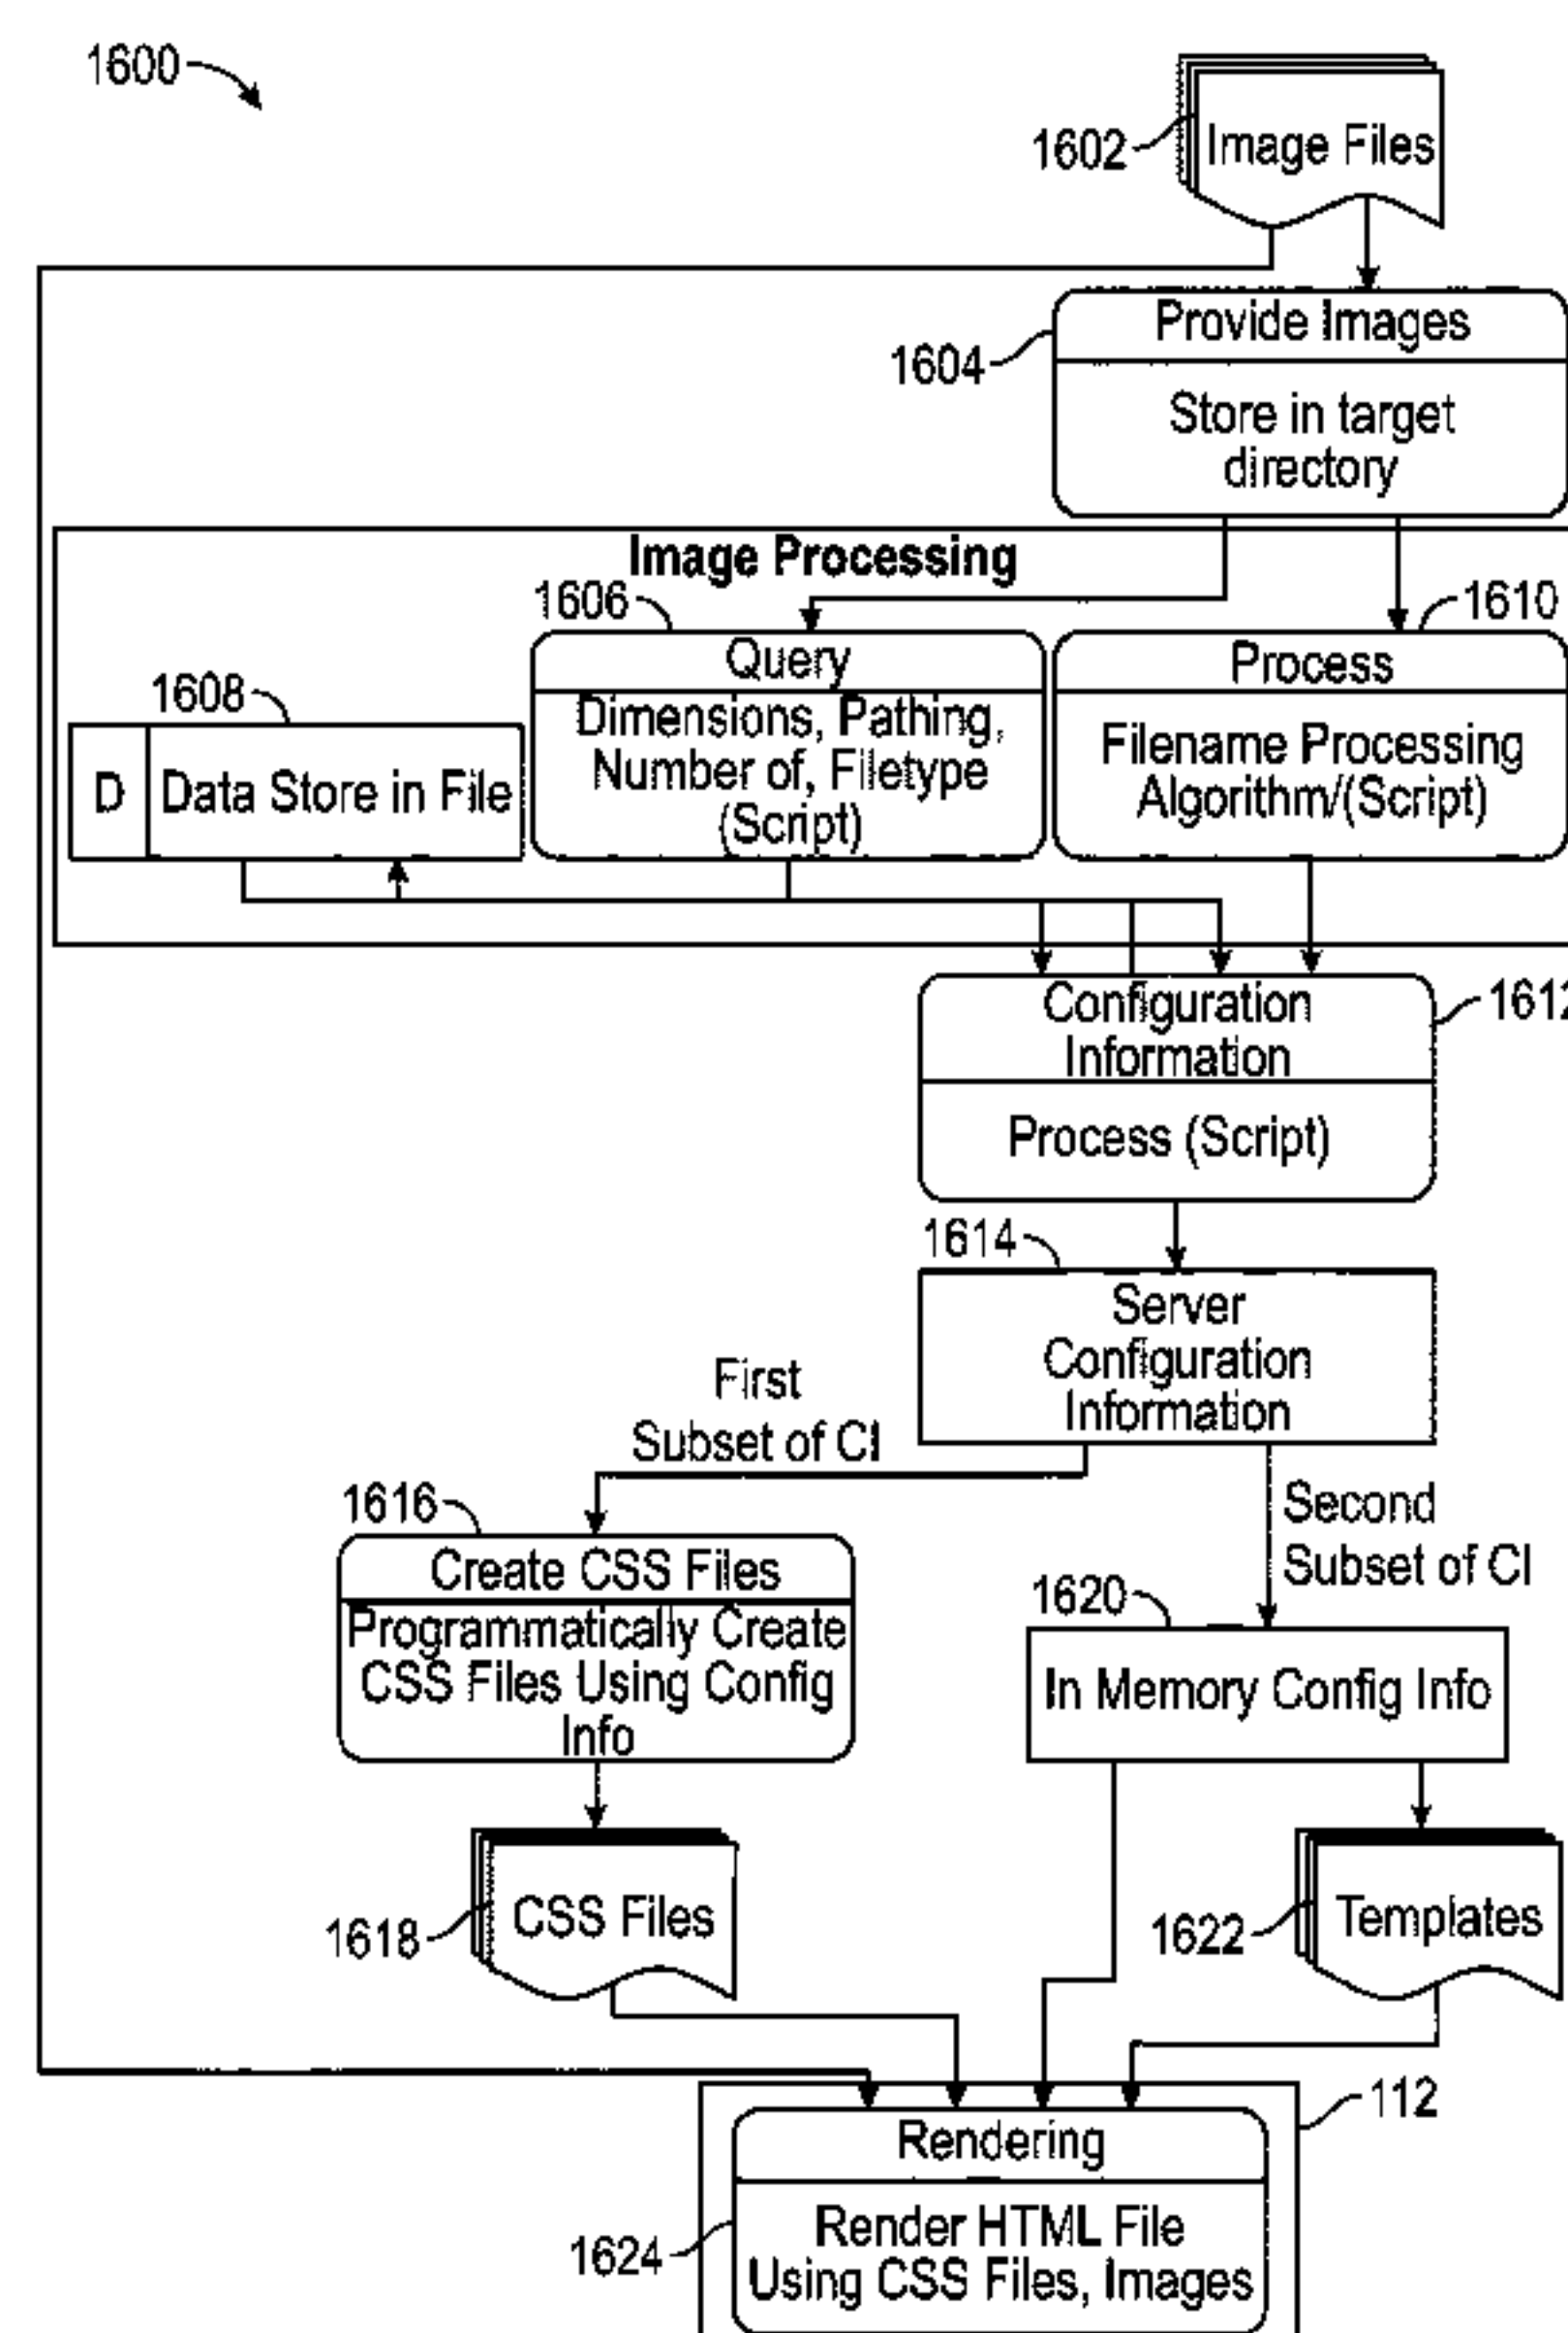 1600
1602
Image Files
1604
Provide Images
Store in target
directory
Image Processing
1606
1610
Query
Process
1608
Dimensions, Pathing,
Number of, Filetype
(Script)
Filename Processing
Algorithm/(Script)
D
Data Store in File
Configuration
Information
1612
Process (Script)
1614
Server
Configuration
Information
First
Subset of CI
Second
Subset of CI
1616
Create CSS Files
Programmatically Create
CSS Files Using Config
Info
1620
In Memory Config Info
1618
CSS Files
1622
Templates
112
Rendering
1624
Render HTML File
Using CSS Files, Images